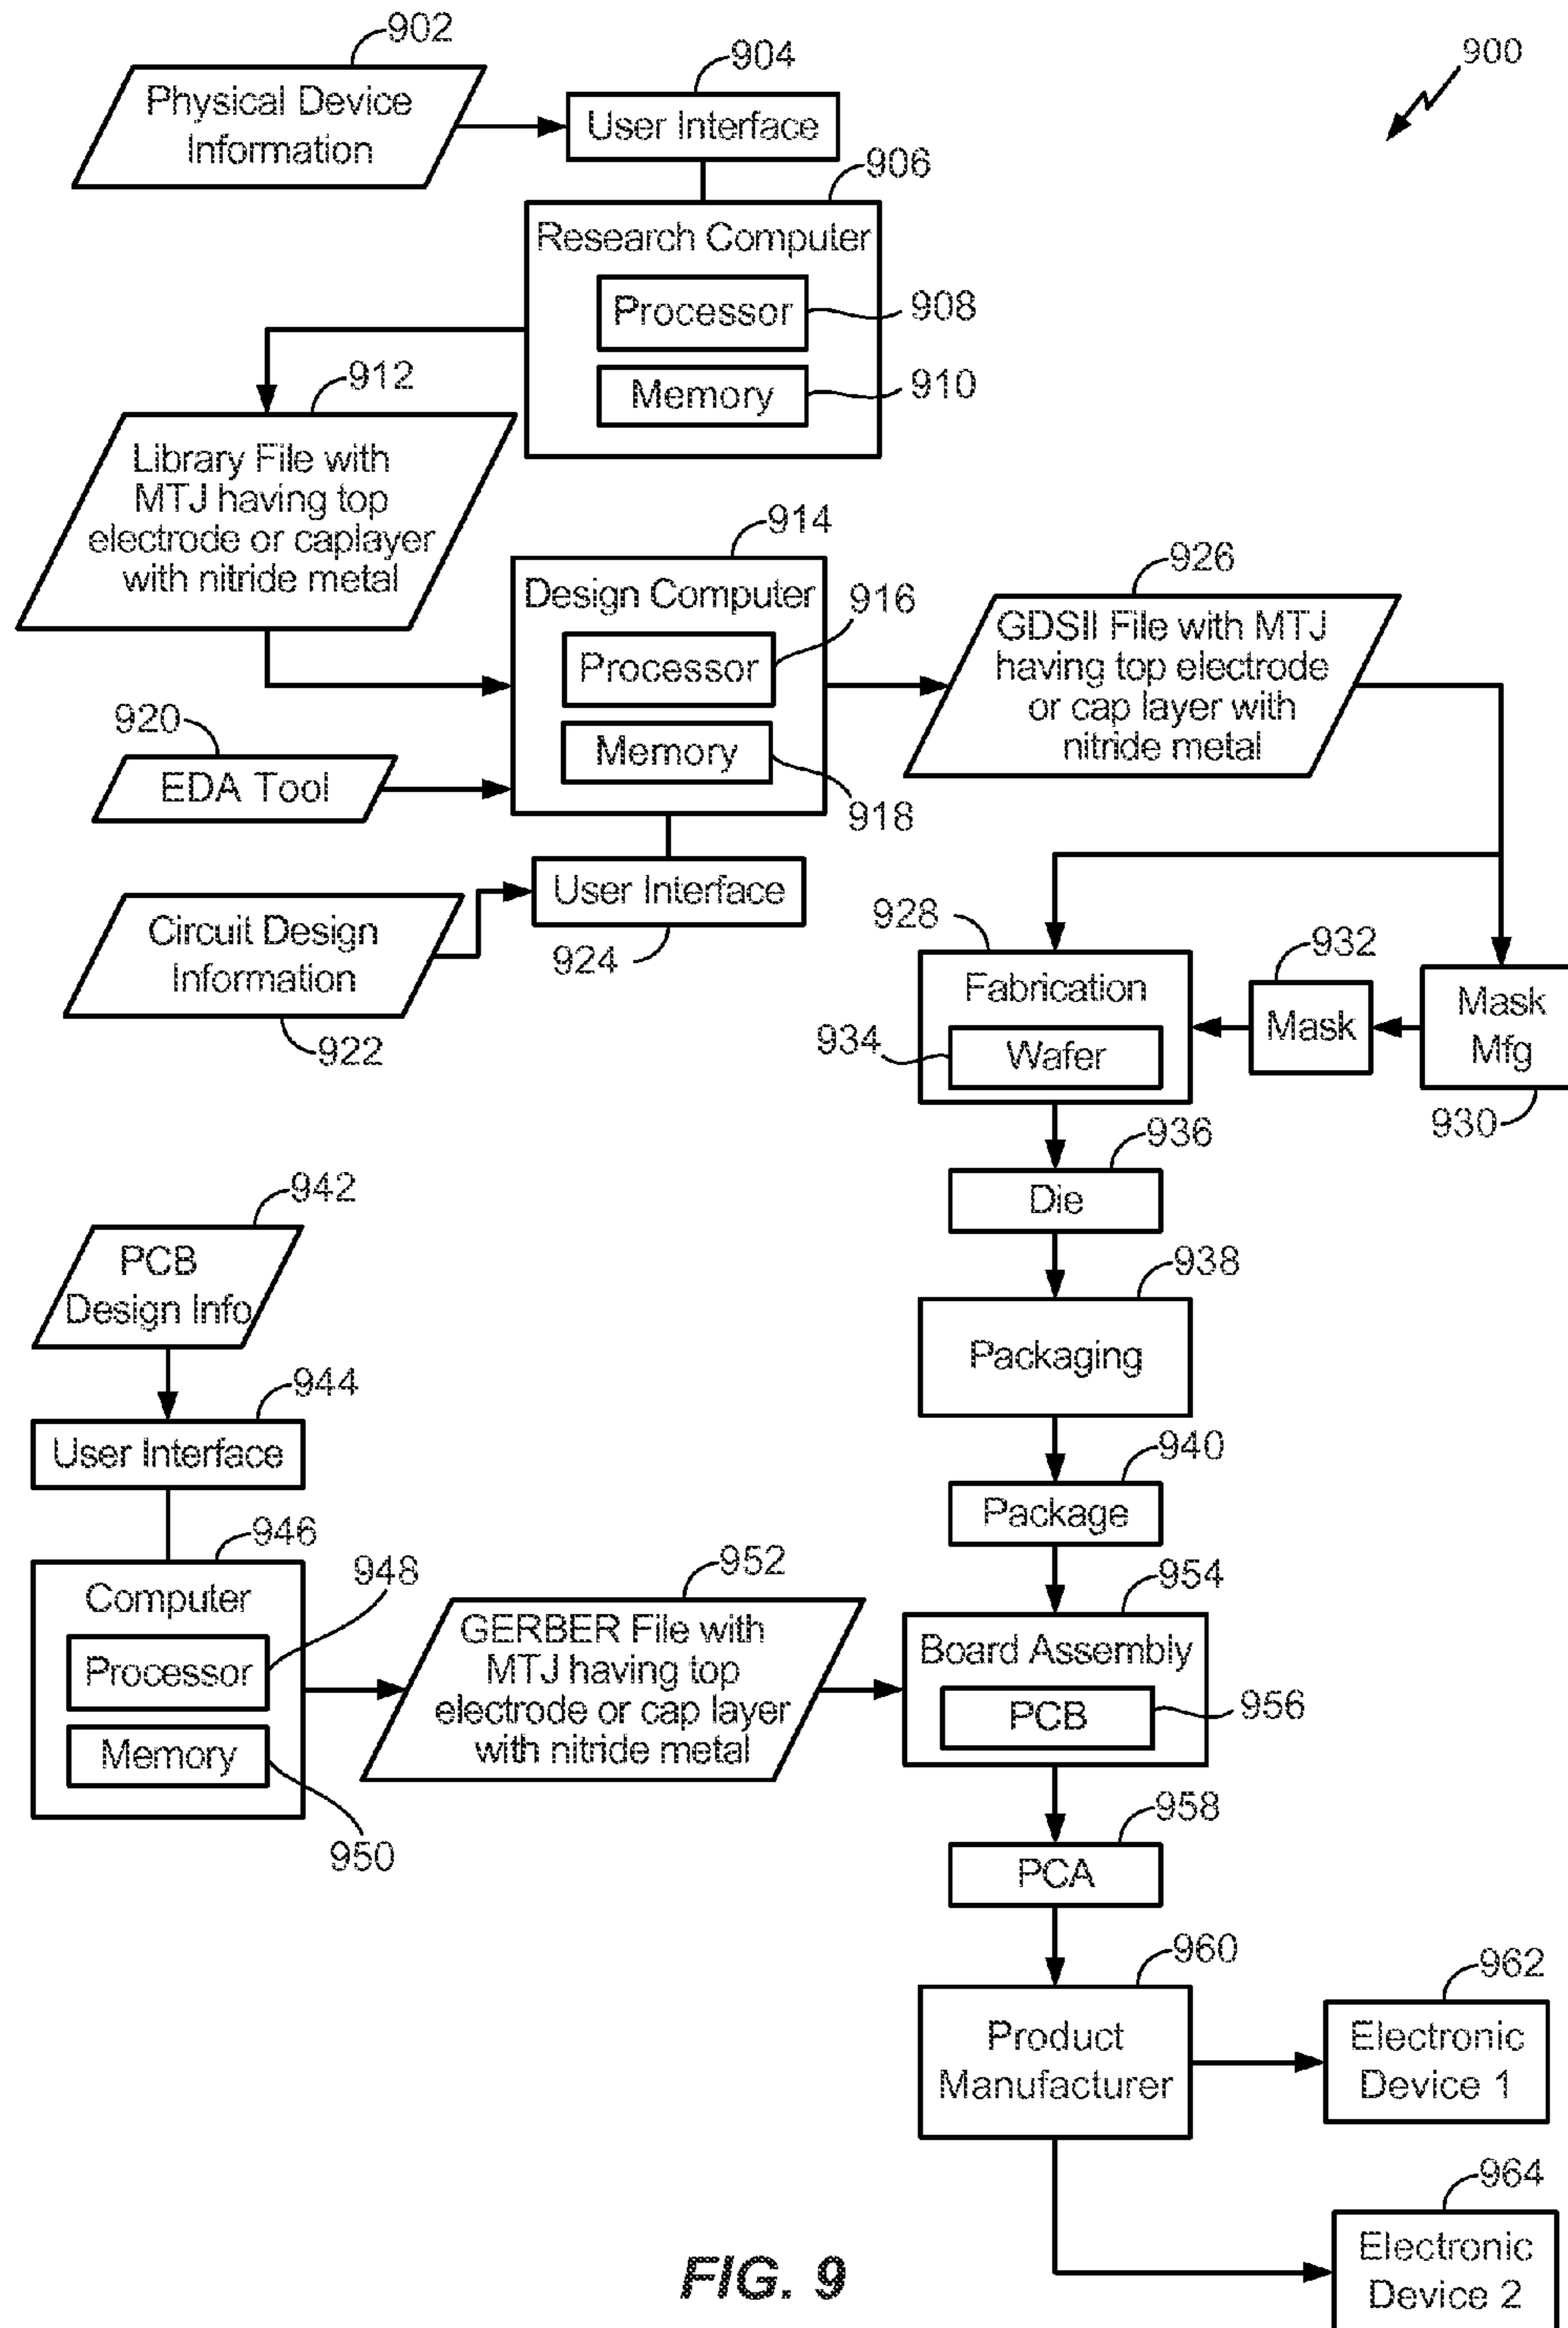 902
Physical Device
Information
904
User Interface
900
906
Research Computer
Processor
908
Memory
910
912
Library File with
MTJ having top
electrode or caplayer
with nitride metal
914
Design Computer
Processor
916
Memory
918
920
EDA Tool
926
GDSII File with MTJ
having top electrode
or cap layer with
nitride metal
User Interface
924
Circuit Design
Information
922
928
Fabrication
934
Wafer
932
Mask
Mask
Mfg
930
936
Die
938
Packaging
940
Package
942
PCB
Design Info
944
User Interface
946
Computer
948
Processor
Memory
950
952
GERBER File with
MTJ having top
electrode or cap layer
with nitride metal
954
Board Assembly
PCB
956
958
PCA
960
Product
Manufacturer
962
Electronic
Device 1
964
Electronic
Device 2
FIG. 9